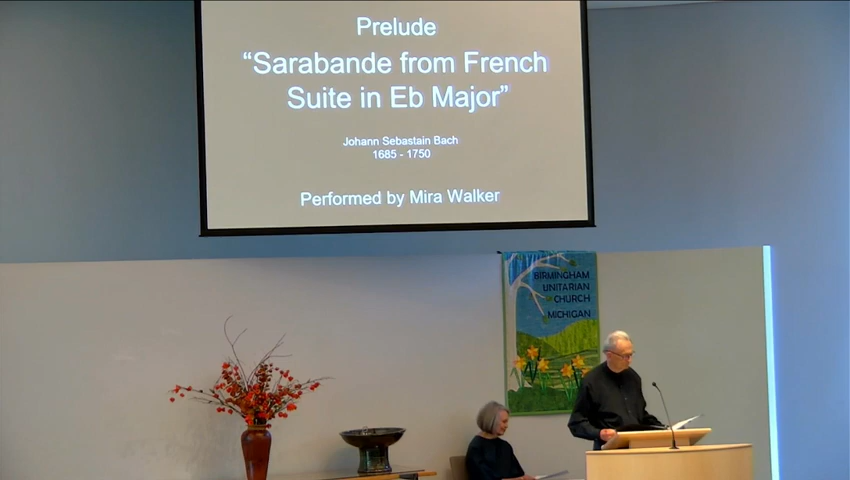 Prelude
“Sarabande from French
Suite in Eb Major”
Johann Sebastain Bach
1685 - 1750
Performed by Mira Walker
BIRMINGHAM
UNITARIAN
CHURCH
MICHIGAN